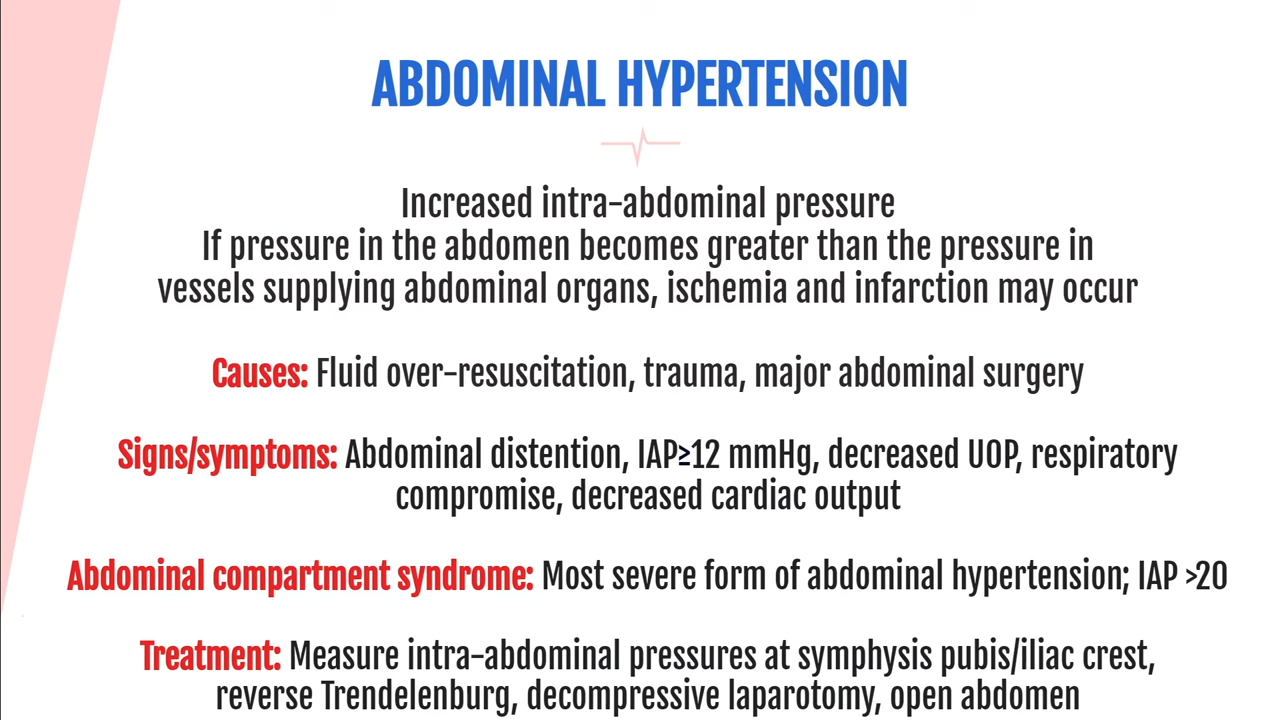 ABDOMINAL HYPERTENSION
Increased intra-abdominal pressure
If pressure in the abdomen becomes greater than the pressure in
vessels supplying abdominal organs, ischemia and infarction may occur
Causes: Fluid over-resuscitation, trauma, major abdominal surgery
Signs/symptoms: Abdominal distention, IAP≥12 mmHg, decreased UOP, respiratory
compromise, decreased cardiac output
Abdominal compartment syndrome: Most severe form of abdominal hypertension; IAP >20
Treatment: Measure intra-abdominal pressures at symphysis pubis/iliac crest,
reverse Trendelenburg, decompressive laparotomy, open abdomen